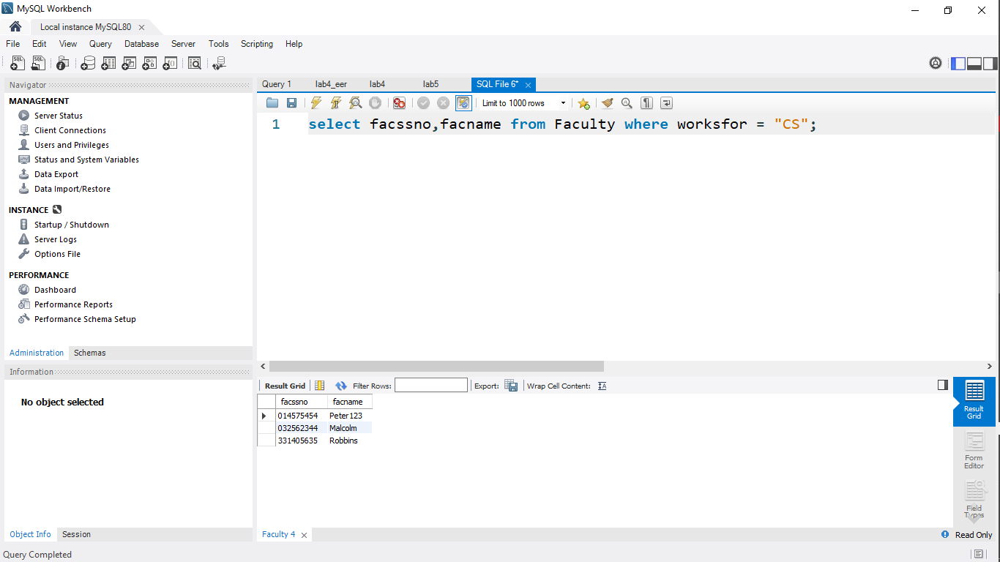 MySQL Workbench
Local instance MySQL80
File Edit View Query Database Server Tools Scripting Help
Navigator
MANAGEMENT
Server Status
Client Connections
Users and Privileges
Status and System Variables
Data Export
Data Import/Restore
INSTANCE
Startup / Shutdown
Server Logs
Options File
PERFORMANCE
Dashboard
Performance Reports
Performance Schema Setup
Administration Schemas
Information
No object selected
Object Info Session
Query 1 lab4_eer lab4 lab5 SQL File 6*
Limit to 1000 rows
1 select facssno,facname from Faculty where worksfor = "CS";
Result Grid Filter Rows: Export: Wrap Cell Content:
facssno facname
014575454 Peter123
032562344 Malcolm
331405635 Robbins
Result
Grid
Form
Editor
Field
Types
Faculty 4
Read Only
Query Completed